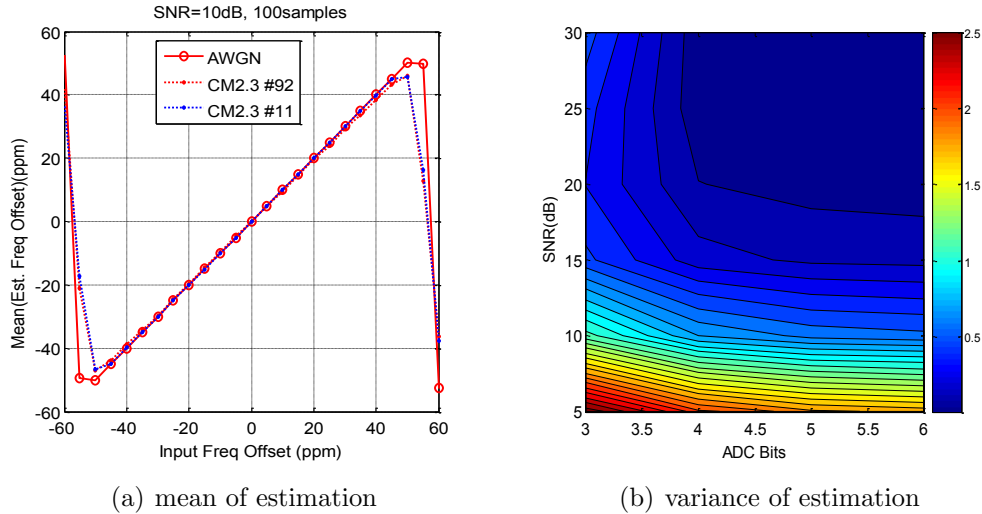 SNR=10dB, 100samples
AWGN
CM2.3 #92
CM2.3 #11
Mean(Est. Freq Offset)(ppm)
60
40
20
0
-20
-40
-60
-60 -40 -20 0 20 40 60
Input Freq Offset (ppm)
(a) mean of estimation
SNR(dB)
30
25
20
15
10
5
3 3.5 4 4.5 5 5.5 6
ADC Bits
2.5
2
1.5
1
0.5
(b) variance of estimation